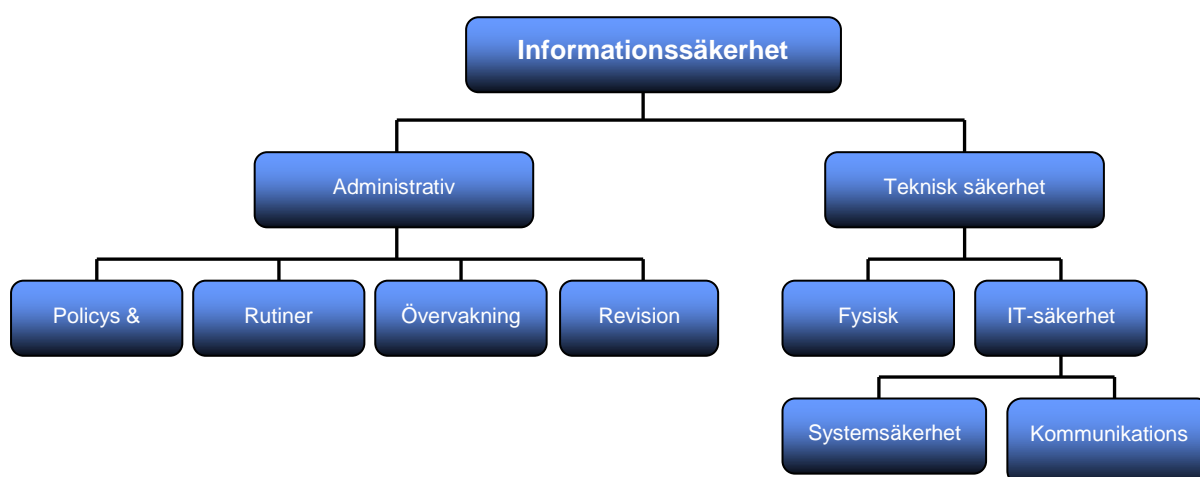 Informationssäkerhet
Administrativ
Teknisk säkerhet
Policys &
Rutiner
Övervakning
Revision
Fysisk
IT-säkerhet
Systemsäkerhet
Kommunikations